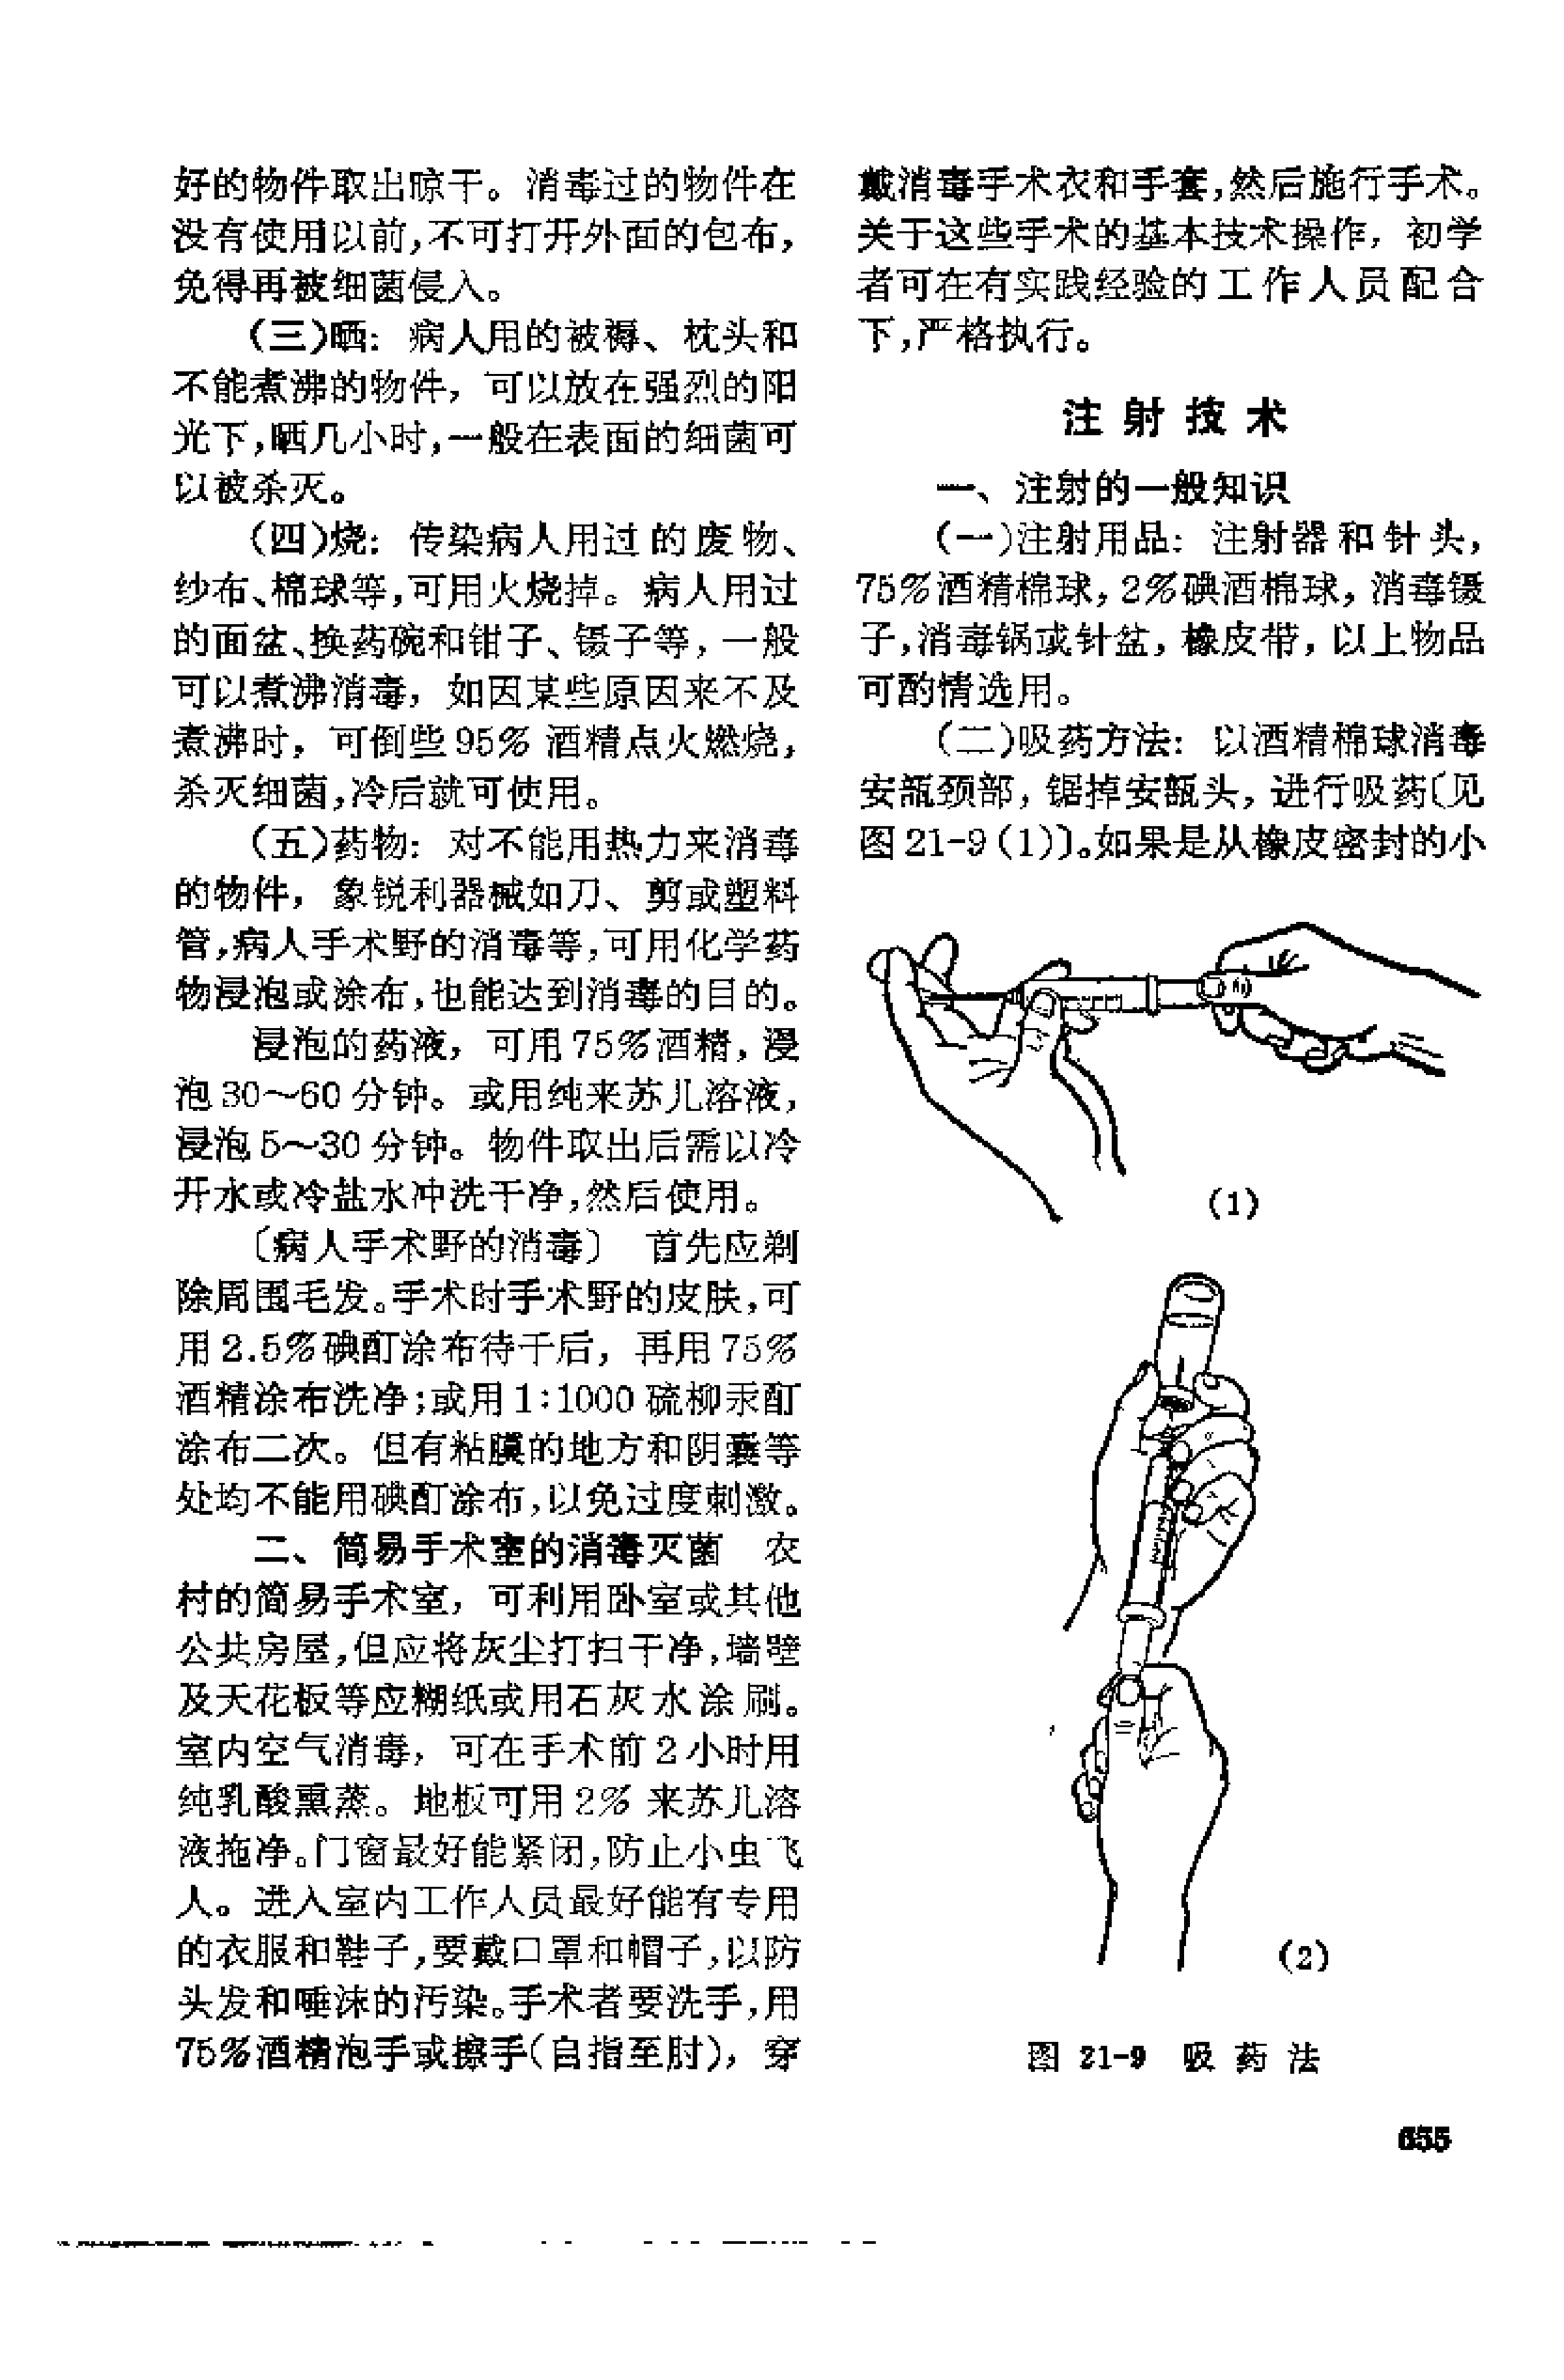 好的物件取出晾干。消毒过的物件在
没有使用以前,不可打开外面的包布,
免得再被细菌侵入。
(三)晒: 病人用的被褥、枕头和
不能煮沸的物件, 可以放在强烈的阳
光下,晒几小时,一般在表面的细菌可
以被杀灭。
(四)烧: 传染病人用过的废物、
纱布、棉球等,可用火烧掉。病人用过
的面盆、换药碗和钳子、镊子等, 一般
可以煮沸消毒, 如因某些原因来不及
煮沸时, 可倒些95% 酒精点火燃烧,
杀灭细菌,冷后就可使用。
(五)药物: 对不能用热力来消毒
的物件, 象锐利器械如刀、剪或塑料
管,病人手术野的消毒等,可用化学药
物浸泡或涂布,也能达到消毒的目的。
浸泡的药液, 可用75%酒精, 浸
泡30~60分钟。或用纯来苏儿溶液,
浸泡5~30分钟。物件取出后需以冷
开水或冷盐水冲洗干净,然后使用。
〔病人手术野的消毒〕 首先应剃
除周围毛发。手术时手术野的皮肤,可
用2.5%碘酊涂布待干后, 再用75%
酒精涂布洗净;或用1:1000硫柳汞酊
涂布二次。但有粘膜的地方和阴囊等
处均不能用碘酊涂布,以免过度刺激。
二、简易手术室的消毒灭菌 农
村的简易手术室, 可利用卧室或其他
公共房屋,但应将灰尘打扫干净,墙壁
及天花板等应糊纸或用石灰水涂刷。
室内空气消毒, 可在手术前2小时用
纯乳酸熏蒸。地板可用2% 来苏儿溶
液拖净。门窗最好能紧闭,防止小虫飞
人。进入室内工作人员最好能有专用
的衣服和鞋子,要戴口罩和帽子,以防
头发和唾沫的污染。手术者要洗手,用
75%酒精泡手或擦手(自指至肘), 穿
戴消毒手术衣和手套,然后施行手术。
关于这些手术的基本技术操作, 初学
者可在有实践经验的工作人员配合
下,严格执行。
注射技术
一、注射的一般知识
(一)注射用品: 注射器和针头,
75%酒精棉球, 2%碘酒棉球, 消毒镊
子,消毒锅或针盆, 橡皮带, 以上物品
可酌情选用。
(二)吸药方法: 以酒精棉球消毒
安瓿颈部, 锯掉安瓿头, 进行吸药〔见
图21-9(1)〕。如果是从橡皮密封的小
(1)
(2)
图 21-9 吸药法
655